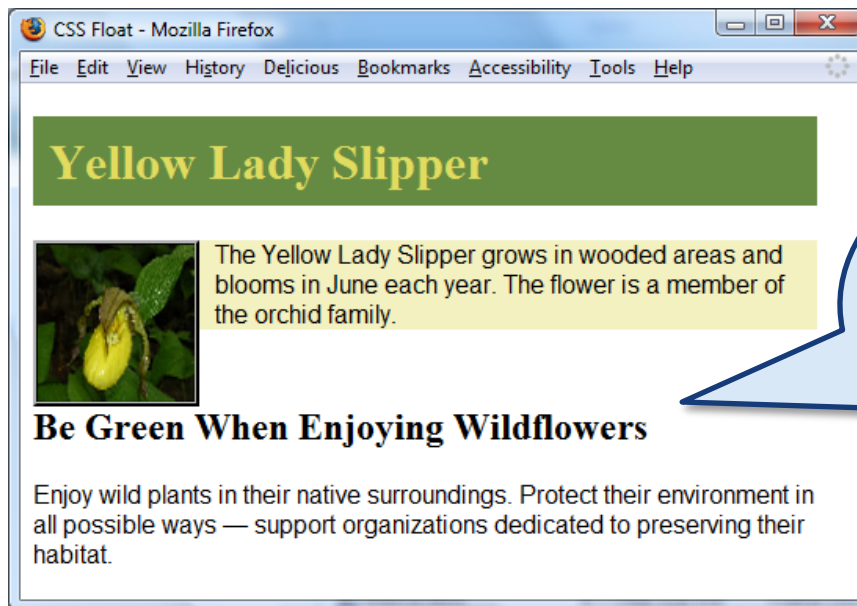 CSS Float - Mozilla Firefox
File Edit View History Delicious Bookmarks Accessibility Tools Help
Yellow Lady Slipper
The Yellow Lady Slipper grows in wooded areas and
blooms in June each year. The flower is a member of
the orchid family.
Be Green When Enjoying Wildflowers
Enjoy wild plants in their native surroundings. Protect their environment in
all possible ways — support organizations dedicated to preserving their
habitat.